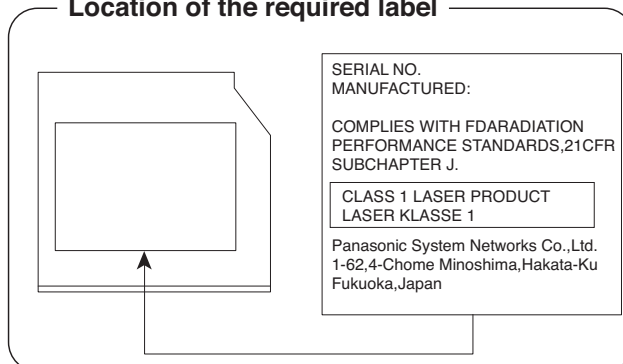 Location of the required label
SERIAL NO.
MANUFACTURED:
COMPLIES WITH FDARADIATION
PERFORMANCE STANDARDS,21CFR
SUBCHAPTER J.
CLASS 1 LASER PRODUCT
LASER KLASSE 1
Panasonic System Networks Co.,Ltd.
1-62,4-Chome Minoshima,Hakata-Ku
Fukuoka,Japan